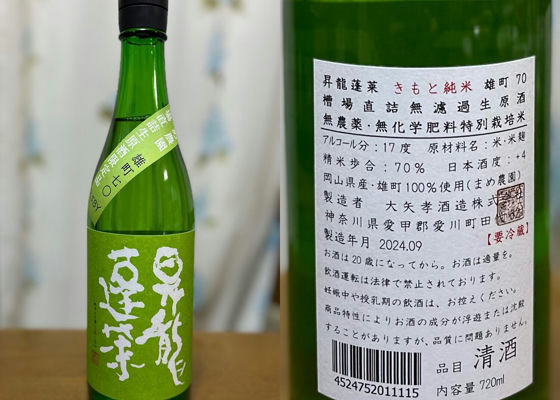 昇龍
蓬莱
雄町七〇
昇龍蓬莱 きもと純米 雄町 70
槽場直詰無濾過生原酒
無農薬・無化学肥料特別栽培米
アルコール分：17度 原材料名：米・米麹
精米歩合：70% 日本酒度：+4
岡山県産・雄町100%使用(まめ農園)
製造者 大矢孝酒造株式会社
神奈川県愛甲郡愛川町田
製造年月 2024.09 【要冷蔵】
お酒は20歳になってから。お酒は適量を。
飲酒運転は法律で禁止されております。
妊娠中や授乳期の飲酒は、お控えください。
商品特性によりお酒の成分が浮遊または沈殿
することがありますが、品質に問題ありません。
4524752011115
品目 清酒
内容量 720ml